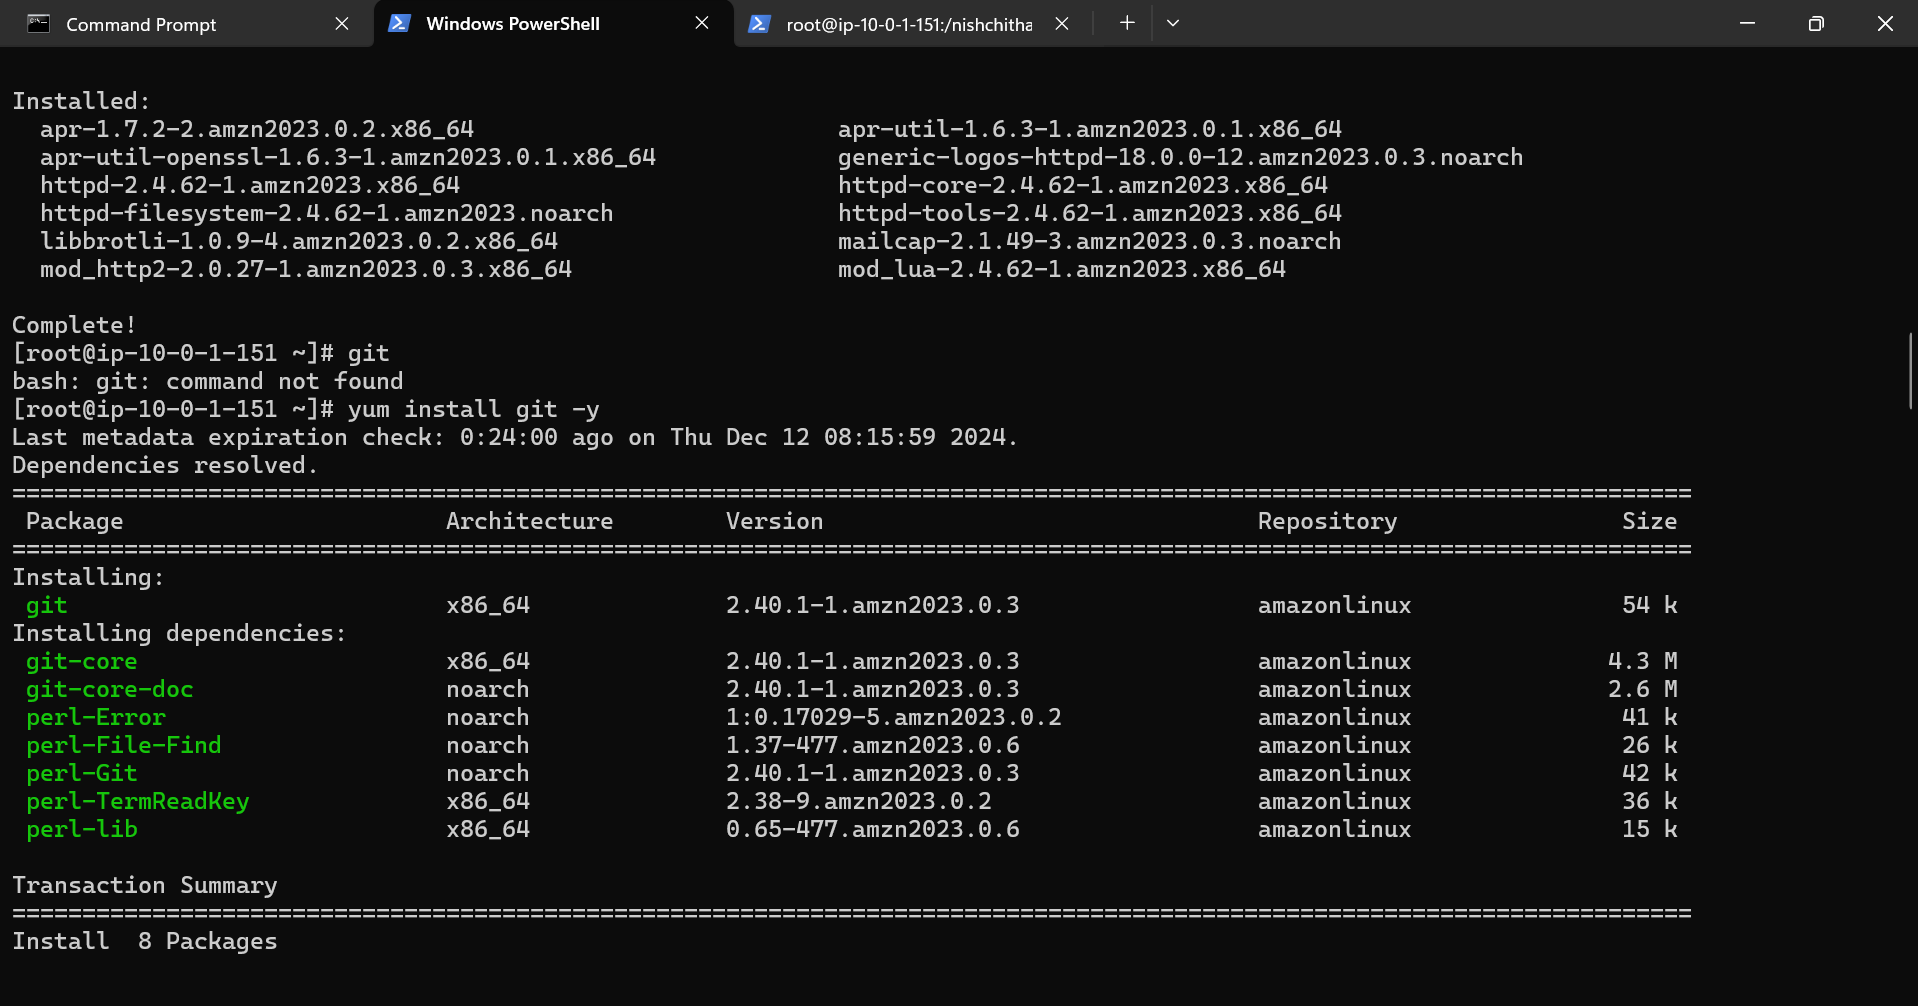 Command Prompt
Windows PowerShell
root@ip-10-0-1-151:/nishchitha
Installed:
apr-1.7.2-2.amzn2023.0.2.x86_64 apr-util-1.6.3-1.amzn2023.0.1.x86_64
apr-util-openssl-1.6.3-1.amzn2023.0.1.x86_64 generic-logos-httpd-18.0.0-12.amzn2023.0.3.noarch
httpd-2.4.62-1.amzn2023.x86_64 httpd-core-2.4.62-1.amzn2023.x86_64
httpd-filesystem-2.4.62-1.amzn2023.noarch httpd-tools-2.4.62-1.amzn2023.x86_64
libbrotli-1.0.9-4.amzn2023.0.2.x86_64 mailcap-2.1.49-3.amzn2023.0.3.noarch
mod_http2-2.0.27-1.amzn2023.0.3.x86_64 mod_lua-2.4.62-1.amzn2023.x86_64
Complete!
[root@ip-10-0-1-151 ~]# git
bash: git: command not found
[root@ip-10-0-1-151 ~]# yum install git -y
Last metadata expiration check: 0:24:00 ago on Thu Dec 12 08:15:59 2024.
Dependencies resolved.
Package Architecture Version Repository Size
Installing:
git x86_64 2.40.1-1.amzn2023.0.3 amazonlinux 54 k
Installing dependencies:
git-core x86_64 2.40.1-1.amzn2023.0.3 amazonlinux 4.3 M
git-core-doc noarch 2.40.1-1.amzn2023.0.3 amazonlinux 2.6 M
perl-Error noarch 1:0.17029-5.amzn2023.0.2 amazonlinux 41 k
perl-File-Find noarch 1.37-477.amzn2023.0.6 amazonlinux 26 k
perl-Git noarch 2.40.1-1.amzn2023.0.3 amazonlinux 42 k
perl-TermReadKey x86_64 2.38-9.amzn2023.0.2 amazonlinux 36 k
perl-lib x86_64 0.65-477.amzn2023.0.6 amazonlinux 15 k
Transaction Summary
Install 8 Packages